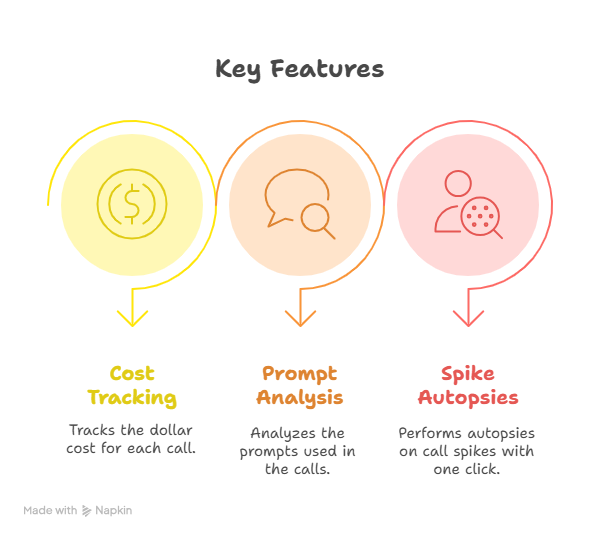 Key Features
$
Cost
Tracking
Tracks the dollar
cost for each call.
Prompt
Analysis
Analyzes the
prompts used in
the calls.
Spike
Autopsies
Performs autopsies
on call spikes with
one click.
Made with Napkin